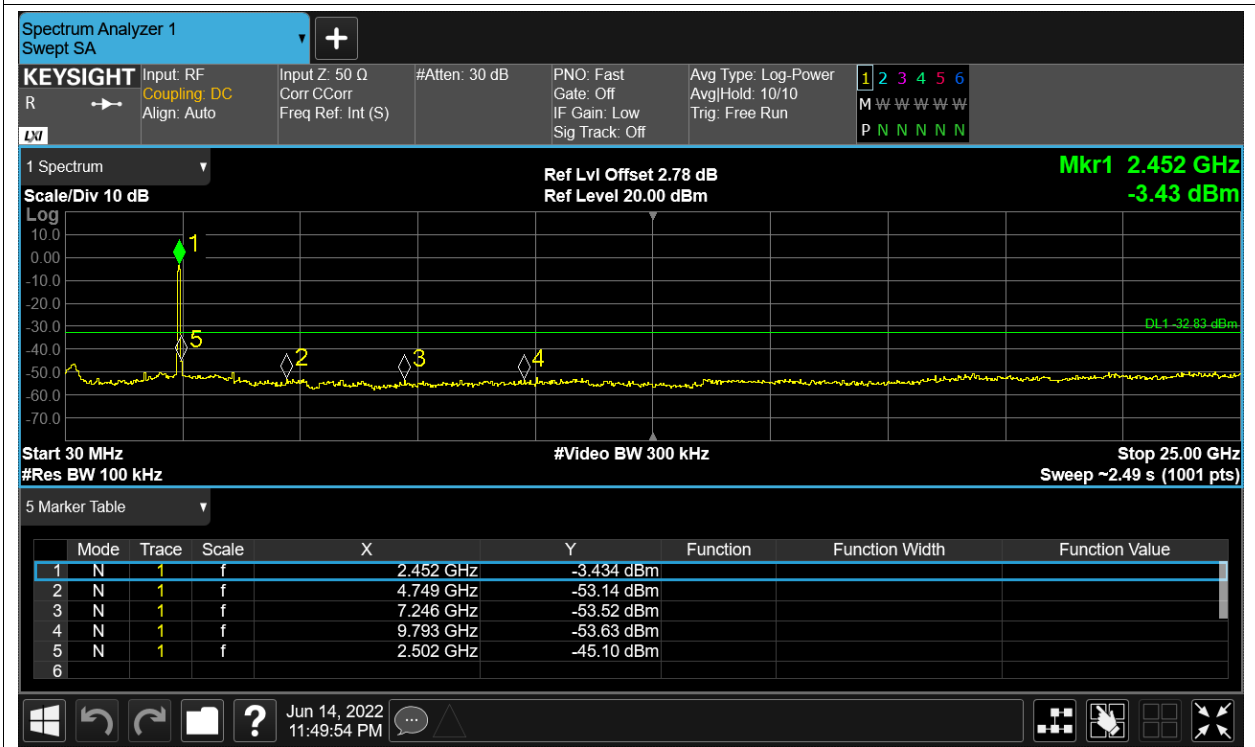 Spectrum Analyzer 1
Swept SA
KEYSIGHT Input: RF Input Z: 50 Ω #Atten: 30 dB PNO: Fast Avg Type: Log-Power 1 2 3 4 5 6
R Coupling: DC Corr CCorr Gate: Off Avg|Hold: 10/10 M W W W W W
Align: Auto Freq Ref: Int (S) IF Gain: Low Trig: Free Run
LXI Sig Track: Off P N N N N N
1 Spectrum Ref Lvl Offset 2.78 dB Mkr1 2.452 GHz
Scale/Div 10 dB Ref Level 20.00 dBm -3.43 dBm
Log
10.0
1
0.00
-10.0
-20.0
-30.0 DL1 -32.83 dBm
5
-40.0
2 3 4
-50.0
-60.0
-70.0
Start 30 MHz #Video BW 300 kHz Stop 25.00 GHz
#Res BW 100 kHz Sweep ~2.49 s (1001 pts)
5 Marker Table
Mode Trace Scale X Y Function Function Width Function Value
1 N 1 f 2.452 GHz -3.434 dBm
2 N 1 f 4.749 GHz -53.14 dBm
3 N 1 f 7.246 GHz -53.52 dBm
4 N 1 f 9.793 GHz -53.63 dBm
5 N 1 f 2.502 GHz -45.10 dBm
6
? Jun 14, 2022
11:49:54 PM